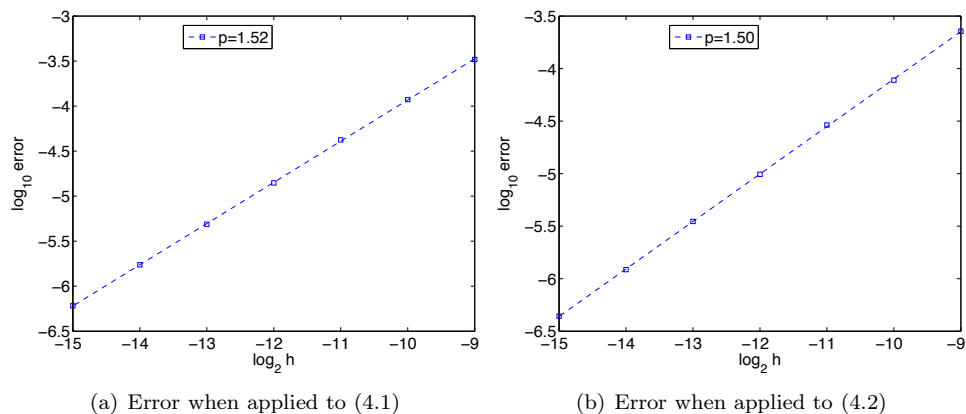 p=1.52
log10 error
-3
-3.5
-4
-4.5
-5
-5.5
-6
-6.5
-15 -14 -13 -12 -11 -10 -9
log2 h
(a) Error when applied to (4.1)
p=1.50
log10 error
-3.5
-4
-4.5
-5
-5.5
-6
-6.5
-15 -14 -13 -12 -11 -10 -9
log2 h
(b) Error when applied to (4.2)